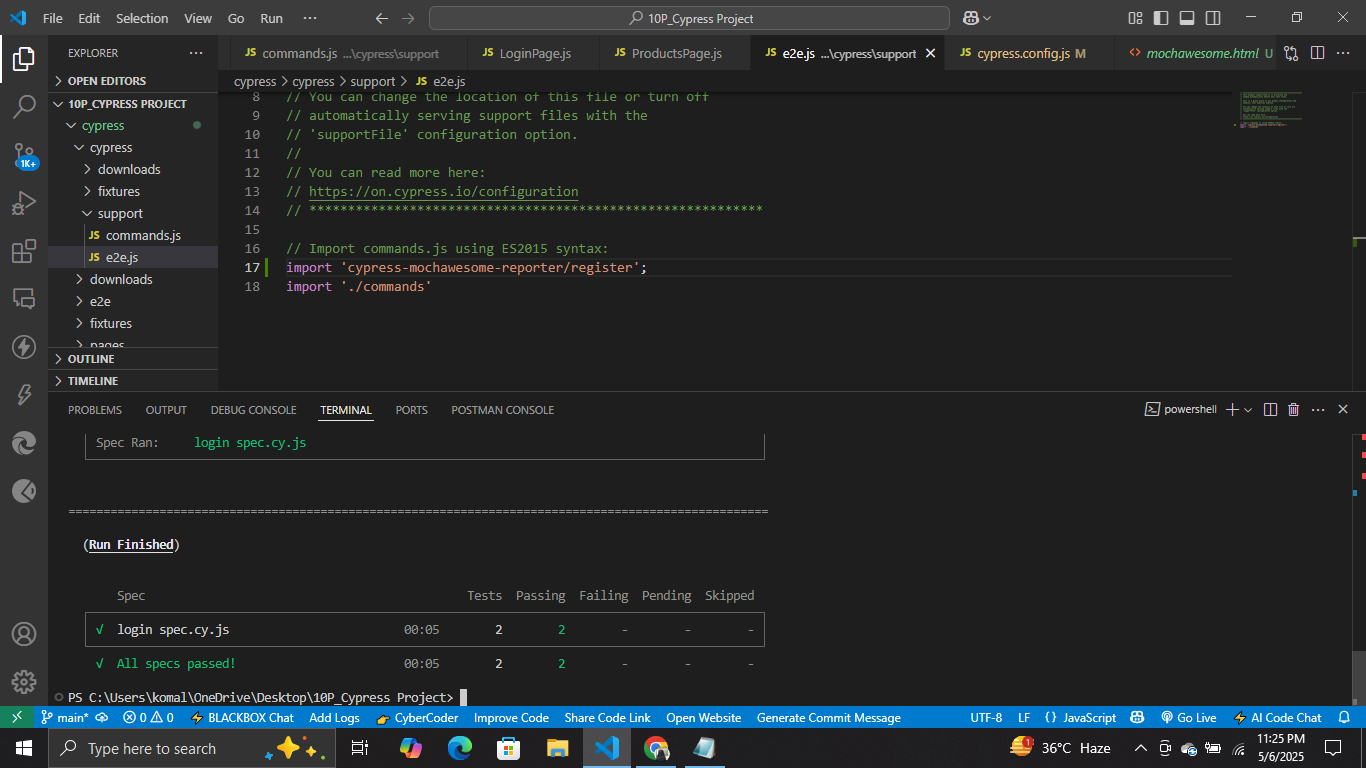 File Edit Selection View Go Run ··· 10P_Cypress Project
EXPLORER ···
commands.js ...\cypress\support
JS LoginPage.js
JS ProductsPage.js
JS e2e.js ...\cypress\support
JS cypress.config.js M
<> mochawesome.html U
OPEN EDITORS
10P_CYPRESS PROJECT
cypress
cypress
downloads
fixtures
support
JS commands.js
JS e2e.js
downloads
e2e
fixtures
pages
OUTLINE
TIMELINE
1K+
cypress > cypress > support > JS e2e.js
8 // You can change the location of this file or turn off
9 // automatically serving support files with the
10 // 'supportFile' configuration option.
11 //
12 // You can read more here:
13 // https://on.cypress.io/configuration
14 // ***********************************************************
15
16 // Import commands.js using ES2015 syntax:
17 import 'cypress-mochawesome-reporter/register';
18 import './commands'
PROBLEMS OUTPUT DEBUG CONSOLE TERMINAL PORTS POSTMAN CONSOLE
powershell
Spec Ran: login spec.cy.js
====================================================================================================
(Run Finished)
Spec Tests Passing Failing Pending Skipped
√ login spec.cy.js 00:05 2 2 - - -
√ All specs passed! 00:05 2 2 - - -
PS C:\Users\komal\OneDrive\Desktop\10P_Cypress Project>
main* 0 0 BLACKBOX Chat Add Logs CyberCoder Improve Code Share Code Link Open Website Generate Commit Message UTF-8 LF {} JavaScript Go Live AI Code Chat
Type here to search
1 36°C Haze
11:25 PM
5/6/2025